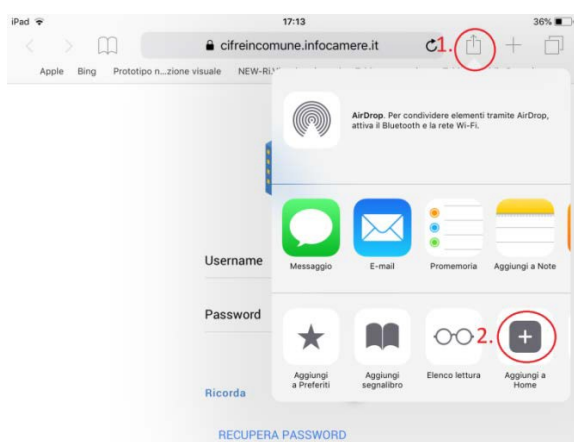 iPad 17:13 36%
cifreincomune.infocamere.it 1.
Apple Bing Prototipo n...zione visuale
AirDrop. Per condividere elementi tramite AirDrop,
attiva il Bluetooth e la rete Wi-Fi.
Messaggio E-mail Promemoria Aggiungi a Note
Username
Password
2.
Aggiungi a Preferiti
Aggiungi segnalibro
Elenco lettura
Aggiungi a Home
Ricorda
RECUPERA PASSWORD